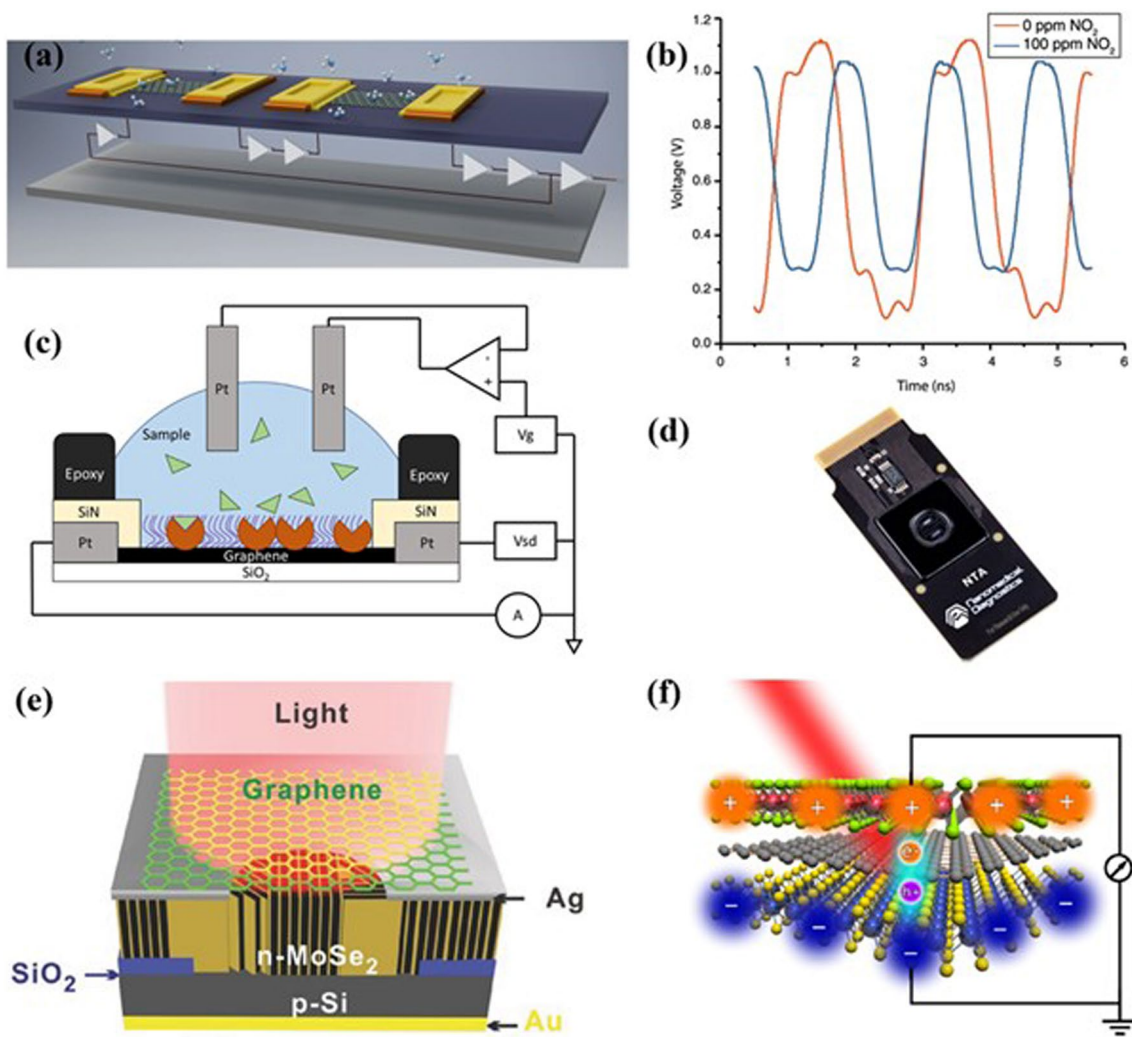 (a)
(b)
0 ppm NO₂
100 ppm NO₂
1.2
1.0
0.8
0.6
0.4
0.2
0.0
Voltage (V)
0 1 2 3 4 5 6
Time (ns)
(c)
Pt
Pt
-
+
Sample
Vg
Epoxy
Epoxy
SiN
SiN
Pt
Pt
Vsd
Graphene
SiO₂
A
(d)
NTA
Nanomedical
Diagnostics
(e)
Light
Graphene
Ag
n-MoSe₂
SiO₂
p-Si
Au
(f)
+ + + + +
h+
− − − − −